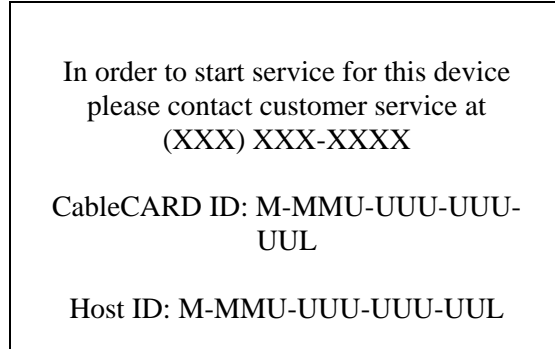 In order to start service for this device
please contact customer service at
(XXX) XXX-XXXX
CableCARD ID: M-MMU-UUU-UUU-
UUL
Host ID: M-MMU-UUU-UUU-UUL